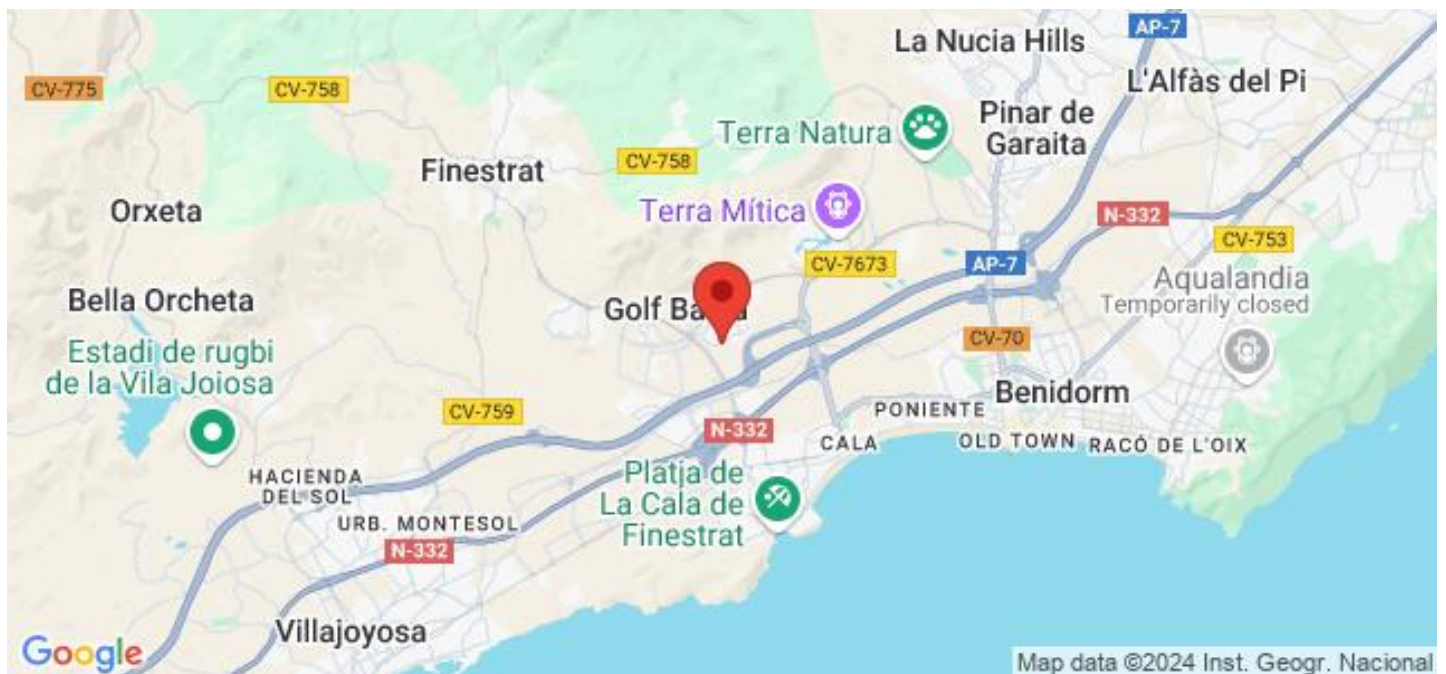 AP-7
La Nucia Hills
CV-775
CV-758
L'Alfàs del Pi
Terra Natura
Pinar de
Garaita
Finestrat
CV-758
Orxeta
Terra Mítica
N-332
CV-753
CV-7673
AP-7
Aqualandia
Temporarily closed
Bella Orcheta
Golf
Estadi de rugbi
de la Vila Joiosa
CV-70
Benidorm
CV-759
PONIENTE
N-332
CALA
OLD TOWN
RACÓ DE L'OIX
HACIENDA
DEL SOL
Platja de
La Cala de
Finestrat
URB. MONTESOL
N-332
Villajoyosa
Google
Map data ©2024 Inst. Geogr. Nacional